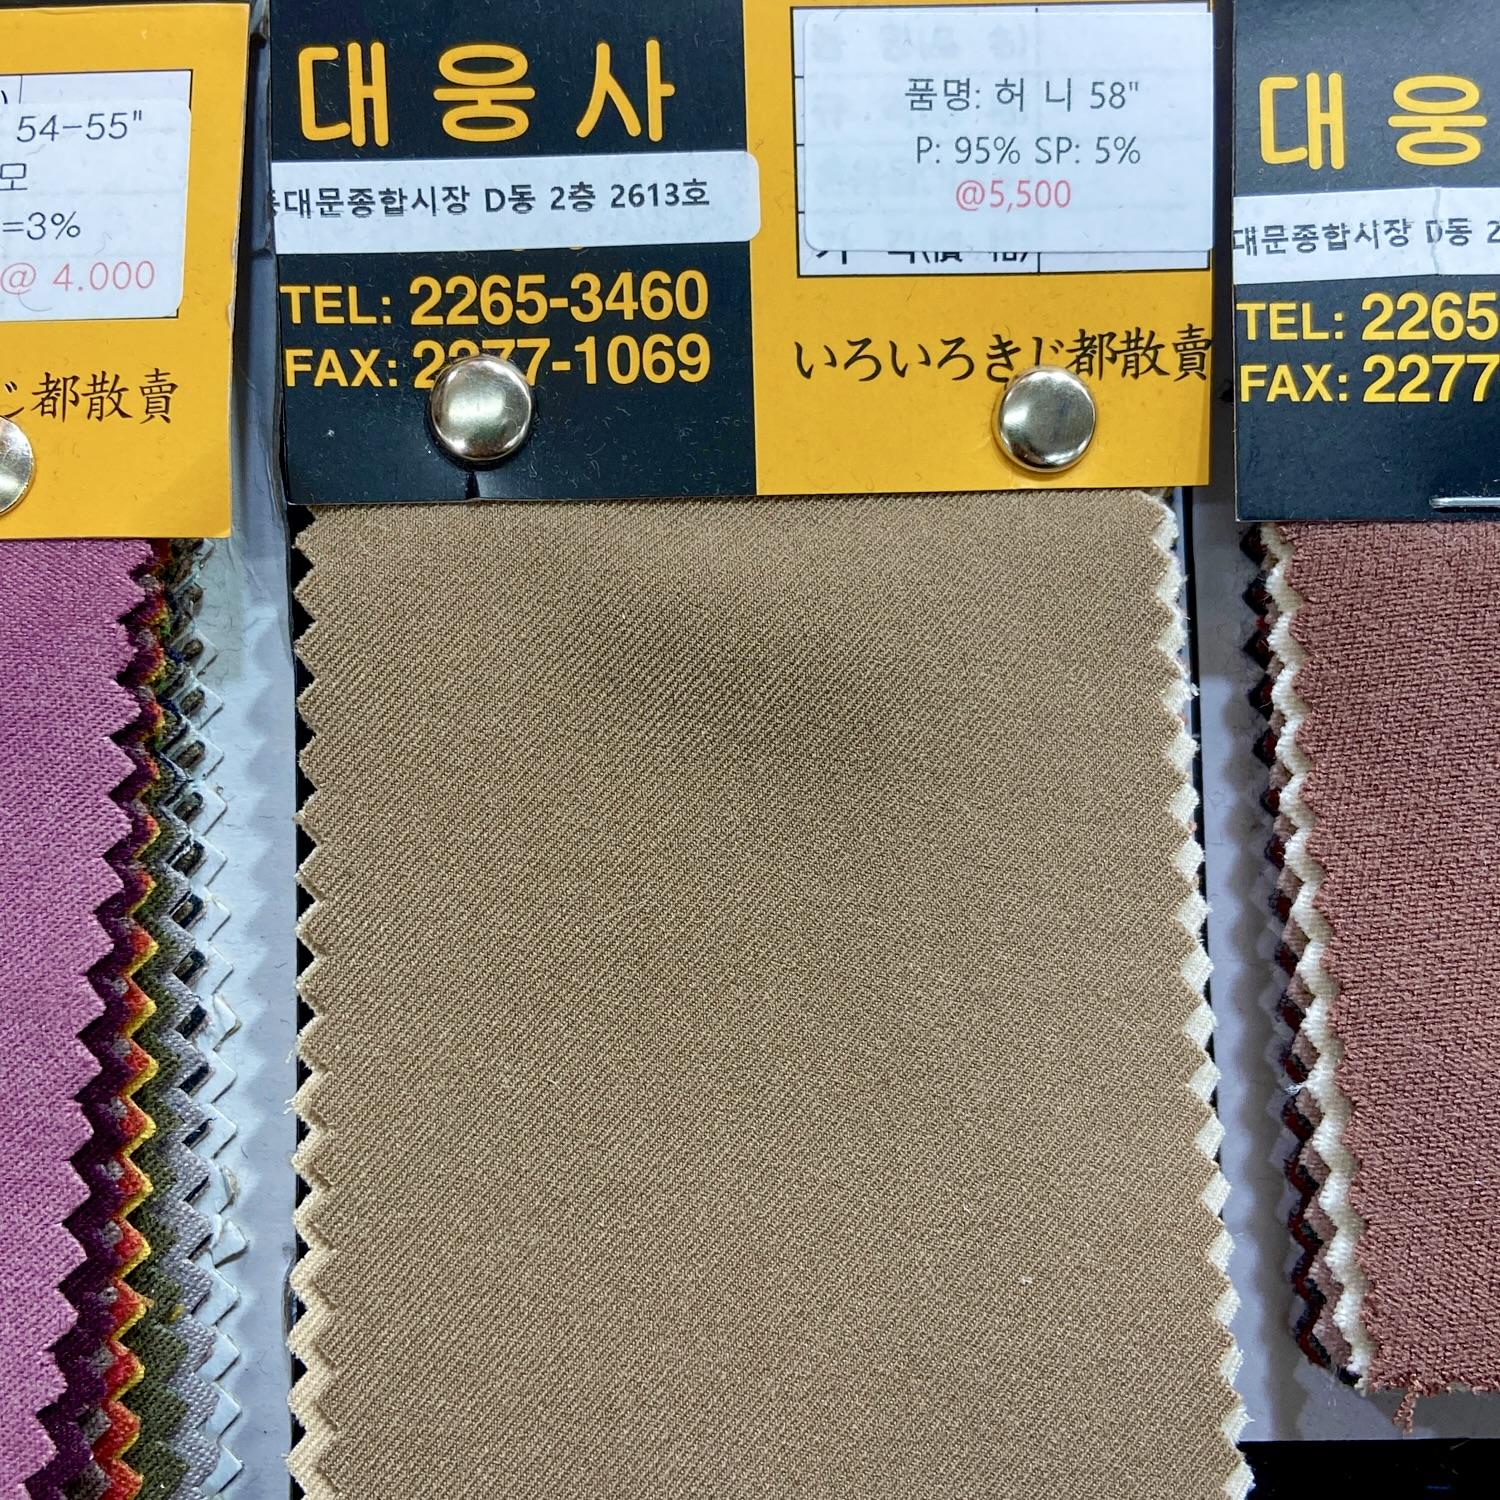 54-55"
모
=3%
@ 4.000
じ都散賣
대웅사
동대문종합시장 D동 2층 2613호
TEL: 2265-3460
FAX: 2277-1069
품명: 허 니 58"
P: 95% SP: 5%
@5,500
いろいろきじ都散賣
대웅
대문종합시장 D동 2
TEL: 2265
FAX: 2277